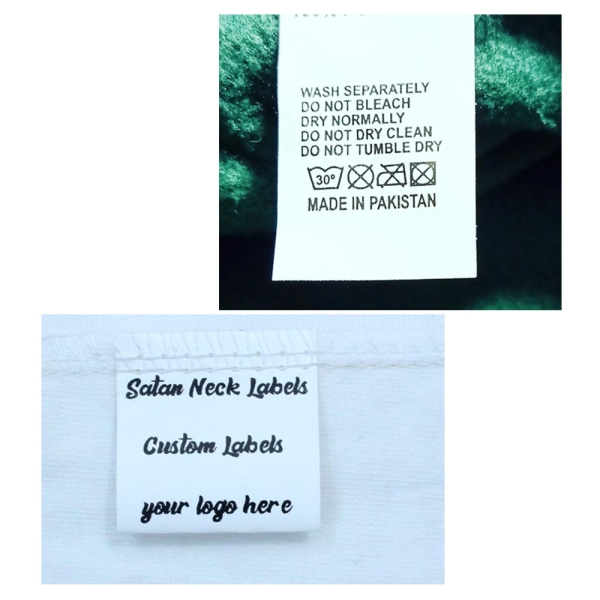 WASH SEPARATELY
DO NOT BLEACH
DRY NORMALLY
DO NOT DRY CLEAN
DO NOT TUMBLE DRY
30°
MADE IN PAKISTAN
Satan Neck Labels
Custom Labels
your logo here